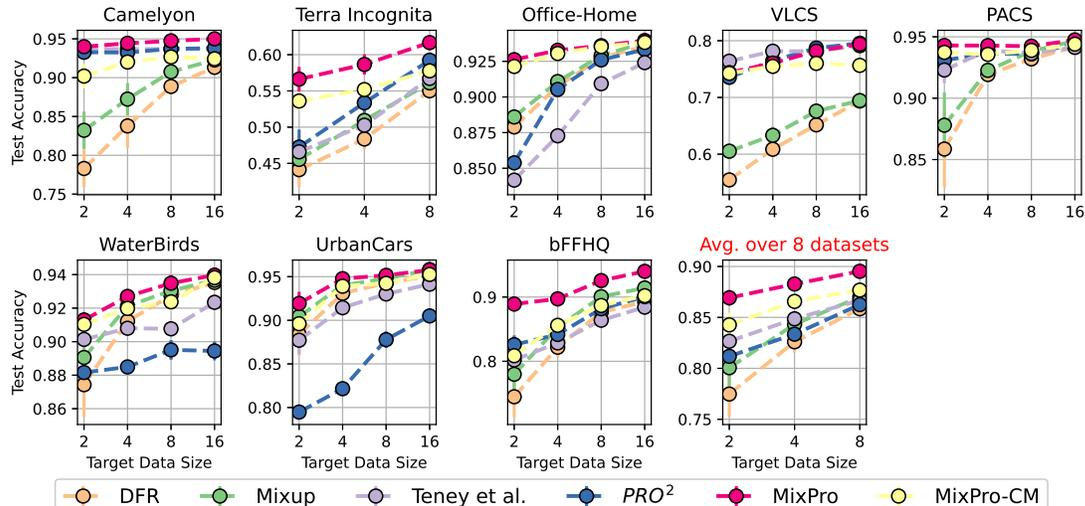 Camelyon
Terra Incognita
Office-Home
VLCS
PACS
Test Accuracy
0.95
0.90
0.85
0.80
0.75
2 4 8 16
0.60
0.55
0.50
0.45
2 4 8
0.925
0.900
0.875
0.850
2 4 8 16
0.8
0.7
0.6
2 4 8 16
0.95
0.90
0.85
2 4 8 16
WaterBirds
UrbanCars
bFFHQ
Avg. over 8 datasets
Test Accuracy
0.94
0.92
0.90
0.88
0.86
2 4 8 16
Target Data Size
0.95
0.90
0.85
0.80
2 4 8 16
Target Data Size
0.9
0.8
2 4 8 16
Target Data Size
0.90
0.85
0.80
0.75
2 4 8
Target Data Size
DFR Mixup Teney et al. PRO² MixPro MixPro-CM